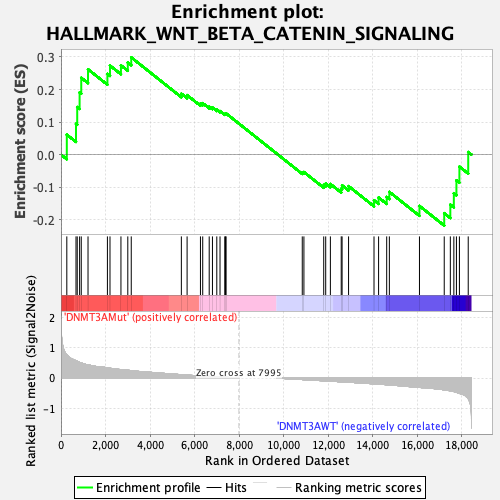 Enrichment plot:
HALLMARK_WNT_BETA_CATENIN_SIGNALING
Enrichment score (ES)
0.3
0.2
0.1
0.0
-0.1
-0.2
Ranked list metric (Signal2Noise)
'DNMT3AMut' (positively correlated)
2
1
0
-1
Zero cross at 7995
'DNMT3AWT' (negatively correlated)
0
2,000
4,000
6,000
8,000
10,000
12,000
14,000
16,000
18,000
Rank in Ordered Dataset
Enrichment profile
Hits
Ranking metric scores